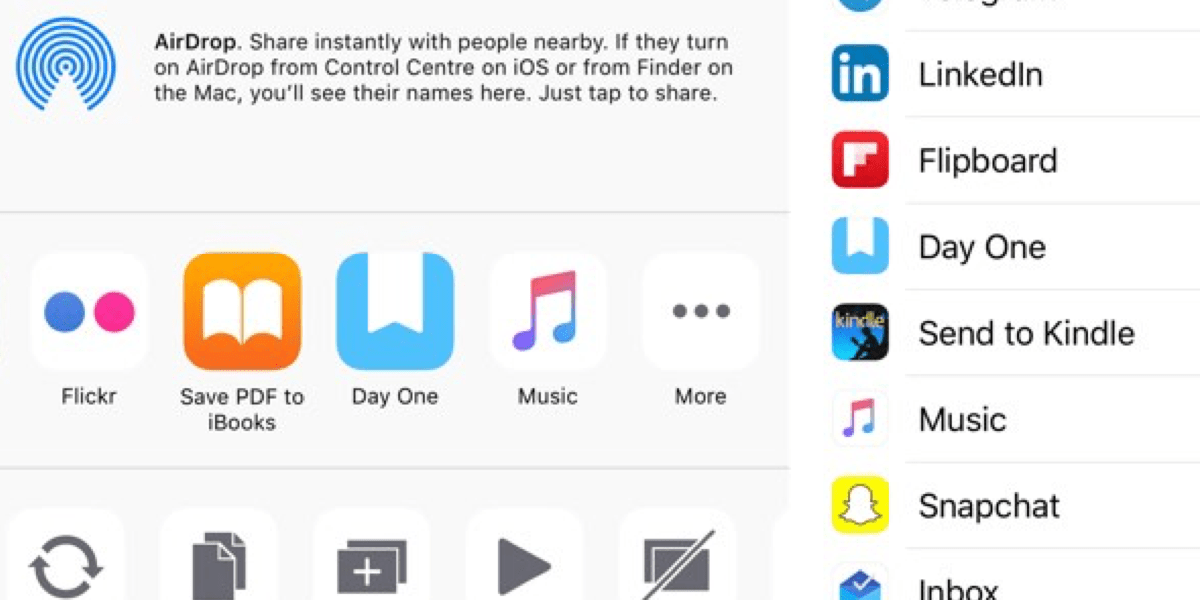 AirDrop. Share instantly with people nearby. If they turn
on AirDrop from Control Centre on iOS or from Finder on
the Mac, you'll see their names here. Just tap to share.
Flickr
Save PDF to
iBooks
Day One
Music
More
Telegram
in
LinkedIn
Flipboard
Day One
kindle
Send to Kindle
Music
Snapchat
Inbox